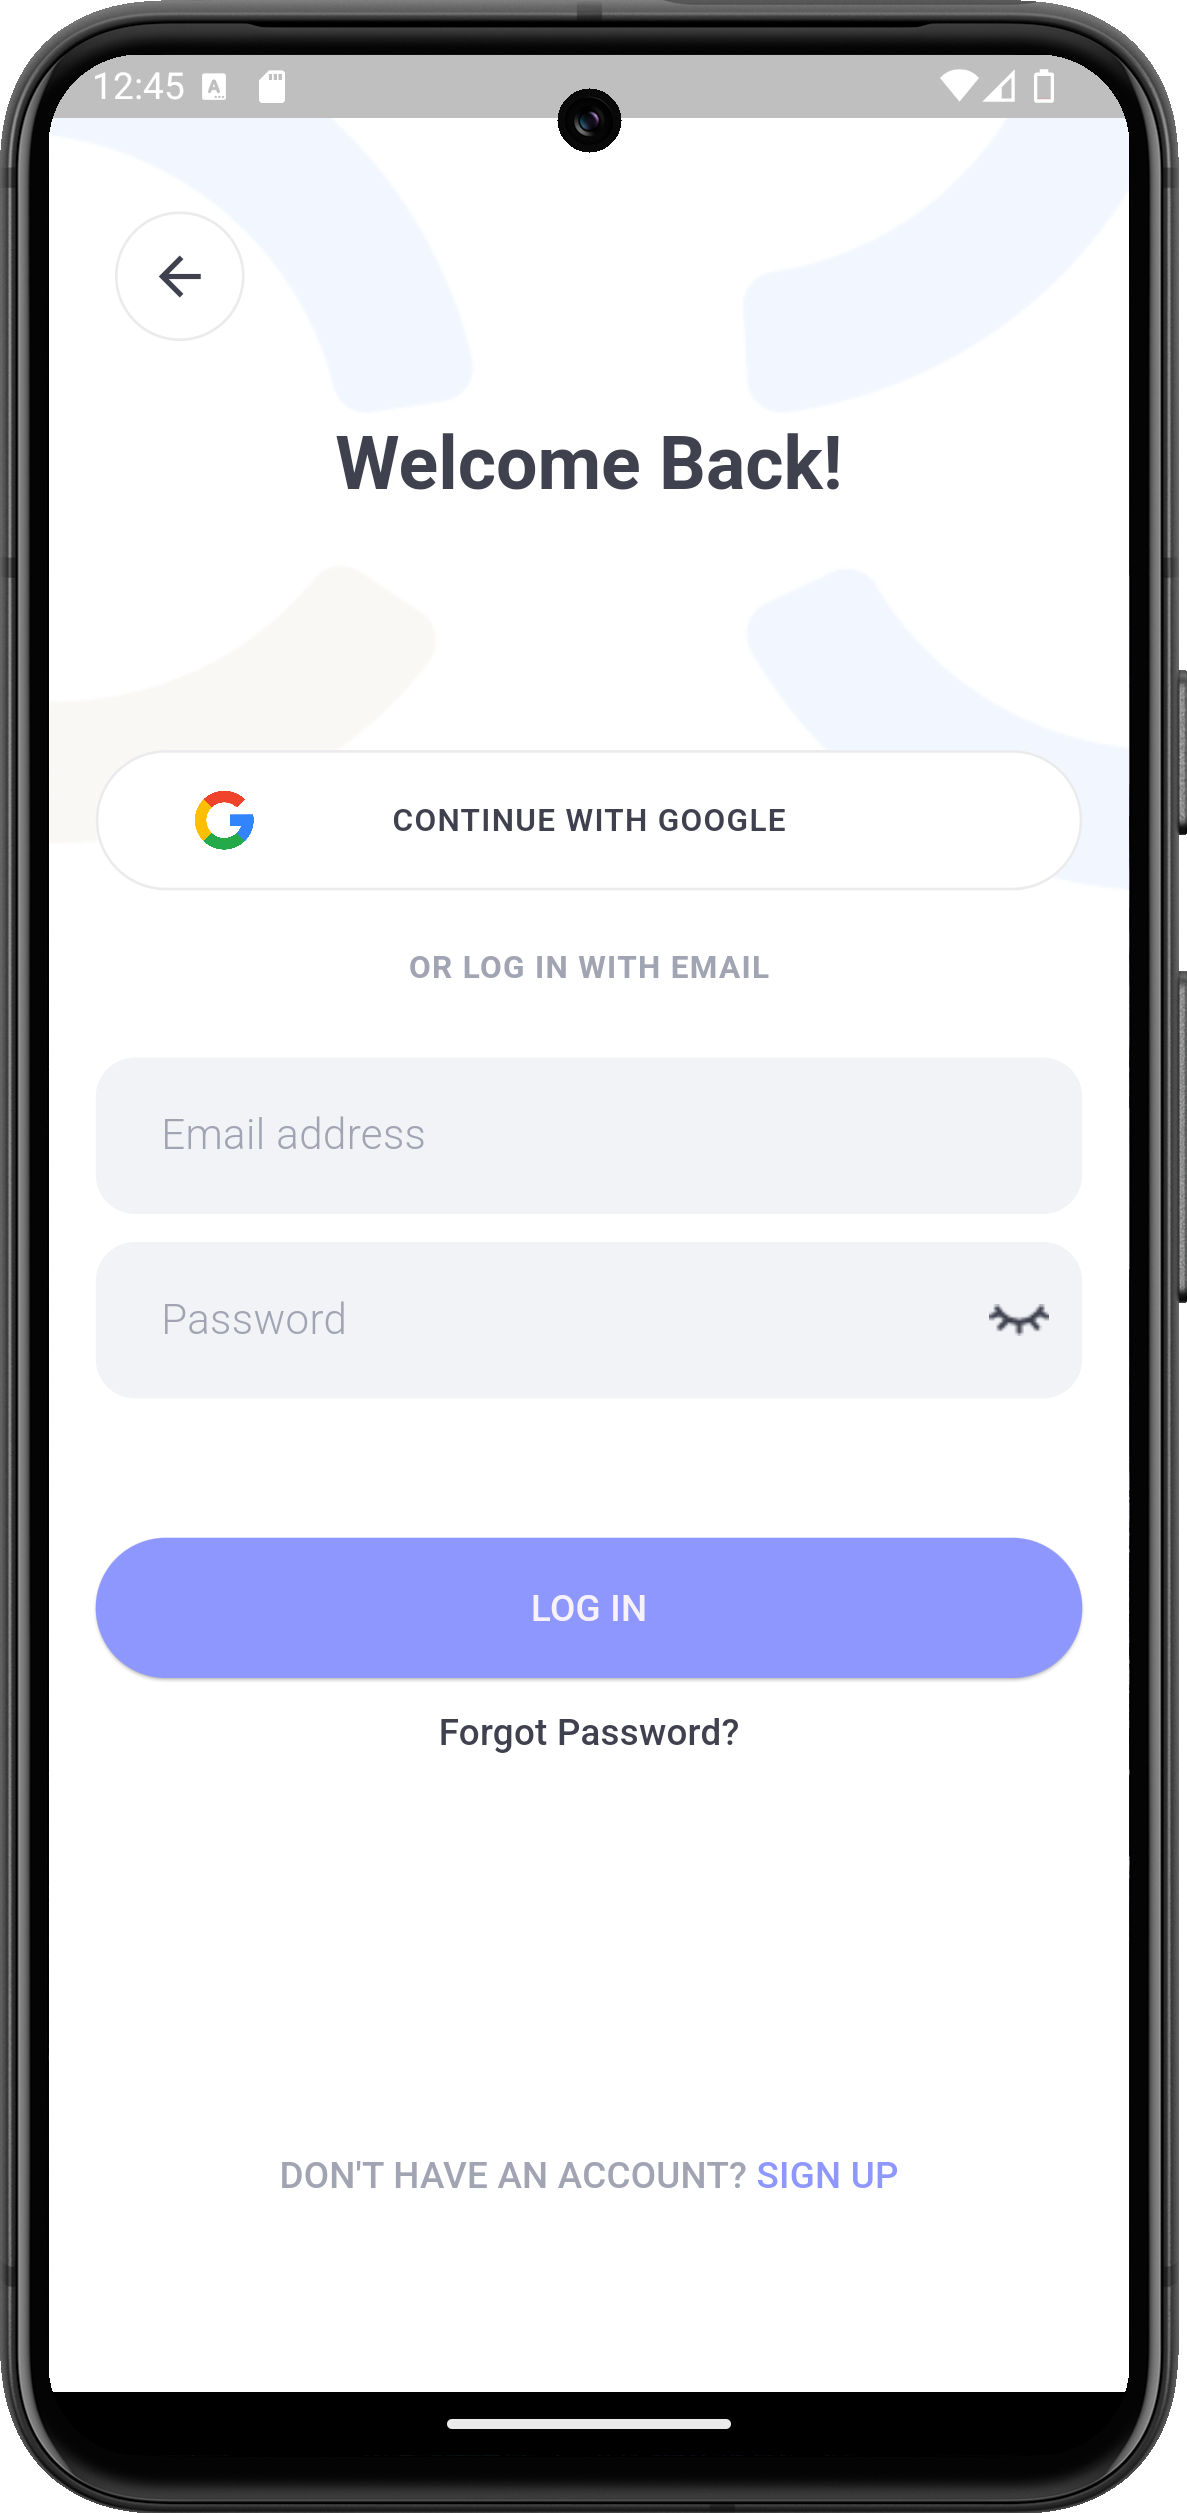 12:45
Welcome Back!
CONTINUE WITH GOOGLE
OR LOG IN WITH EMAIL
Email address
Password
LOG IN
Forgot Password?
DON'T HAVE AN ACCOUNT? SIGN UP